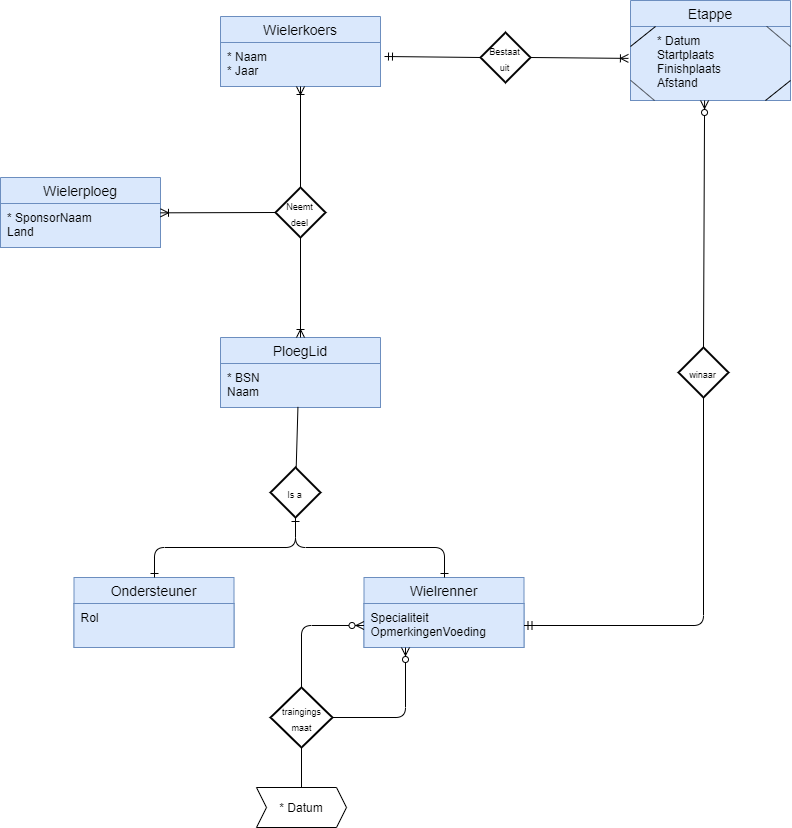 Wielerkoers
* Naam
* Jaar
Bestaat
uit
Etappe
* Datum
Startplaats
Finishplaats
Afstand
Wielerploeg
* SponsorNaam
Land
Neemt
deel
PloegLid
* BSN
Naam
winaar
Is a
Ondersteuner
Rol
Wielrenner
Specialiteit
OpmerkingenVoeding
traingings
maat
* Datum